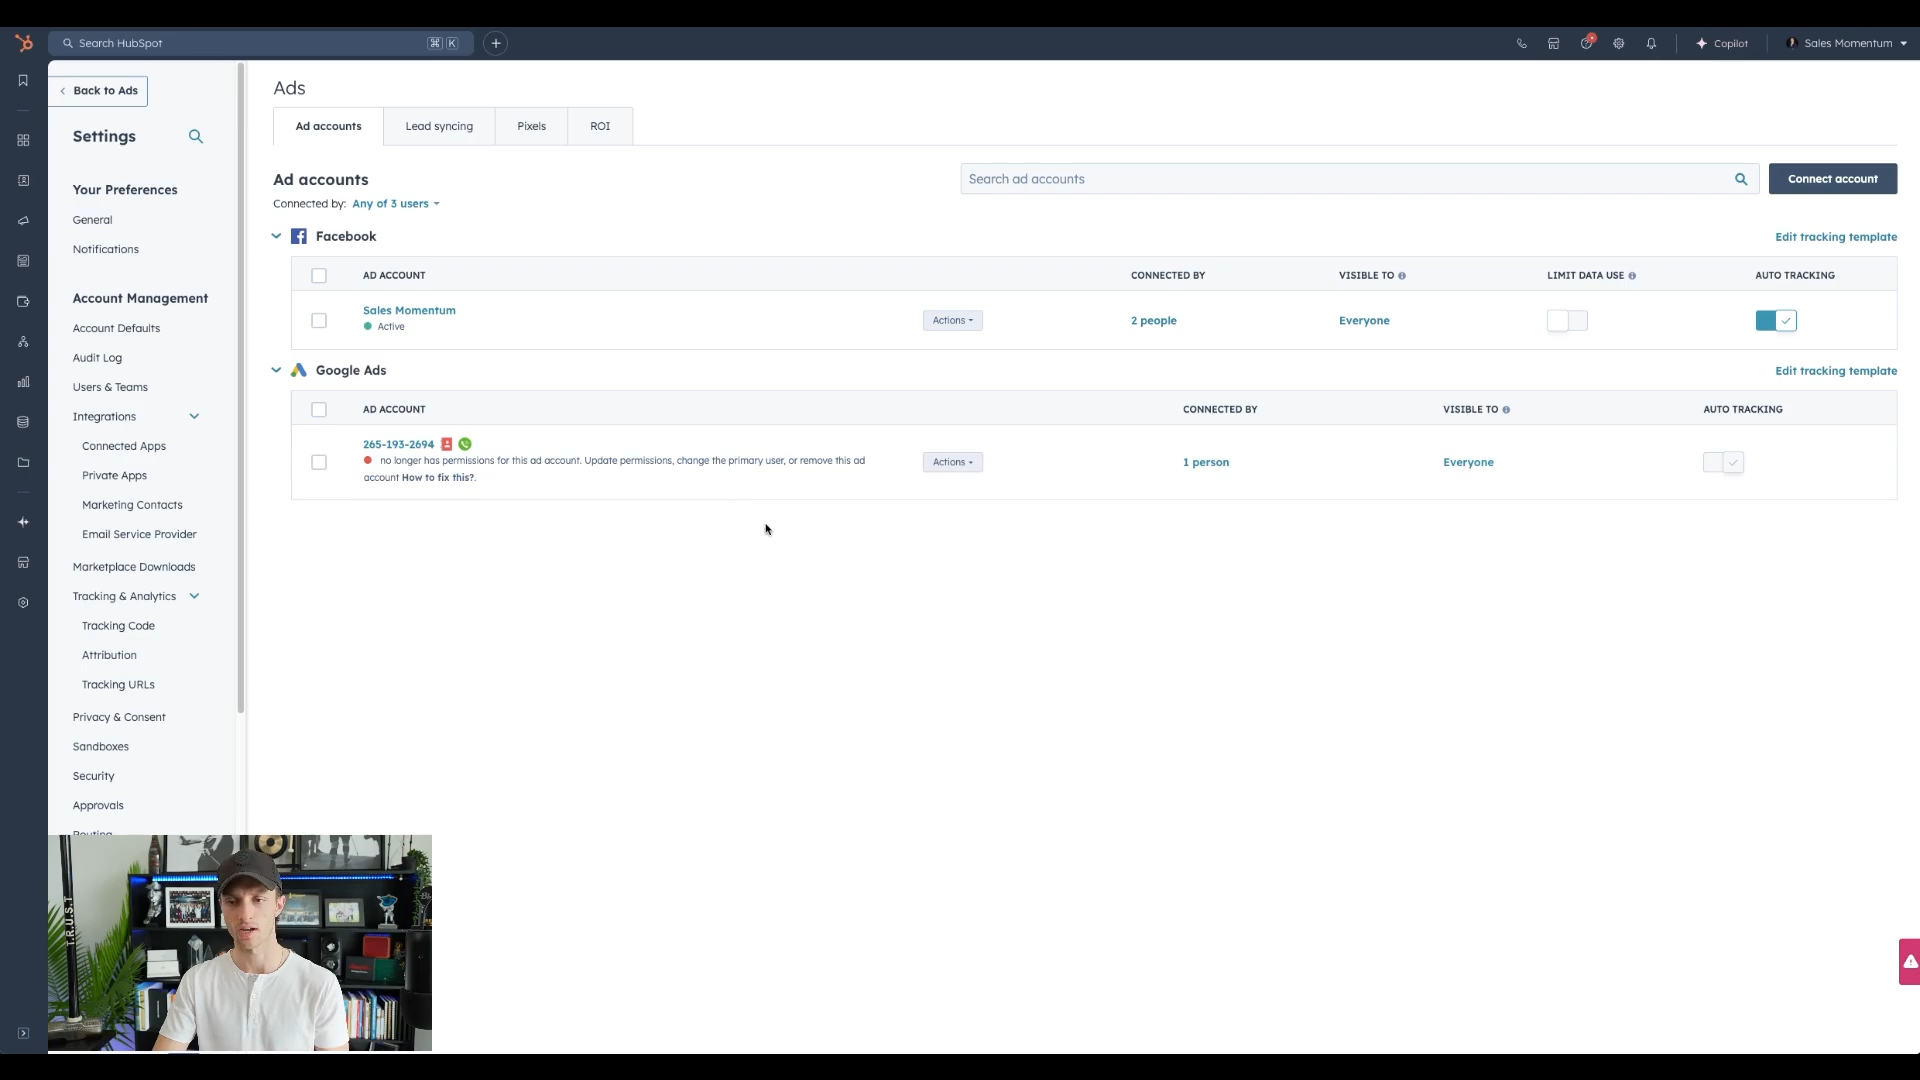 Search HubSpot
⌘ K
Copilot
Sales Momentum
Back to Ads
Settings
Your Preferences
General
Notifications
Account Management
Account Defaults
Audit Log
Users & Teams
Integrations
Connected Apps
Private Apps
Marketing Contacts
Email Service Provider
Marketplace Downloads
Tracking & Analytics
Tracking Code
Attribution
Tracking URLs
Privacy & Consent
Sandboxes
Security
Approvals
Routing
Ads
Ad accounts
Lead syncing
Pixels
ROI
Ad accounts
Search ad accounts
Connect account
Connected by: Any of 3 users
Facebook
Edit tracking template
AD ACCOUNT CONNECTED BY VISIBLE TO LIMIT DATA USE AUTO TRACKING
Sales Momentum
Active
Actions
2 people
Everyone
Google Ads
Edit tracking template
AD ACCOUNT CONNECTED BY VISIBLE TO AUTO TRACKING
265-193-2694
no longer has permissions for this ad account. Update permissions, change the primary user, or remove this ad
account How to fix this?.
Actions
1 person
Everyone
T.R.U.S.T